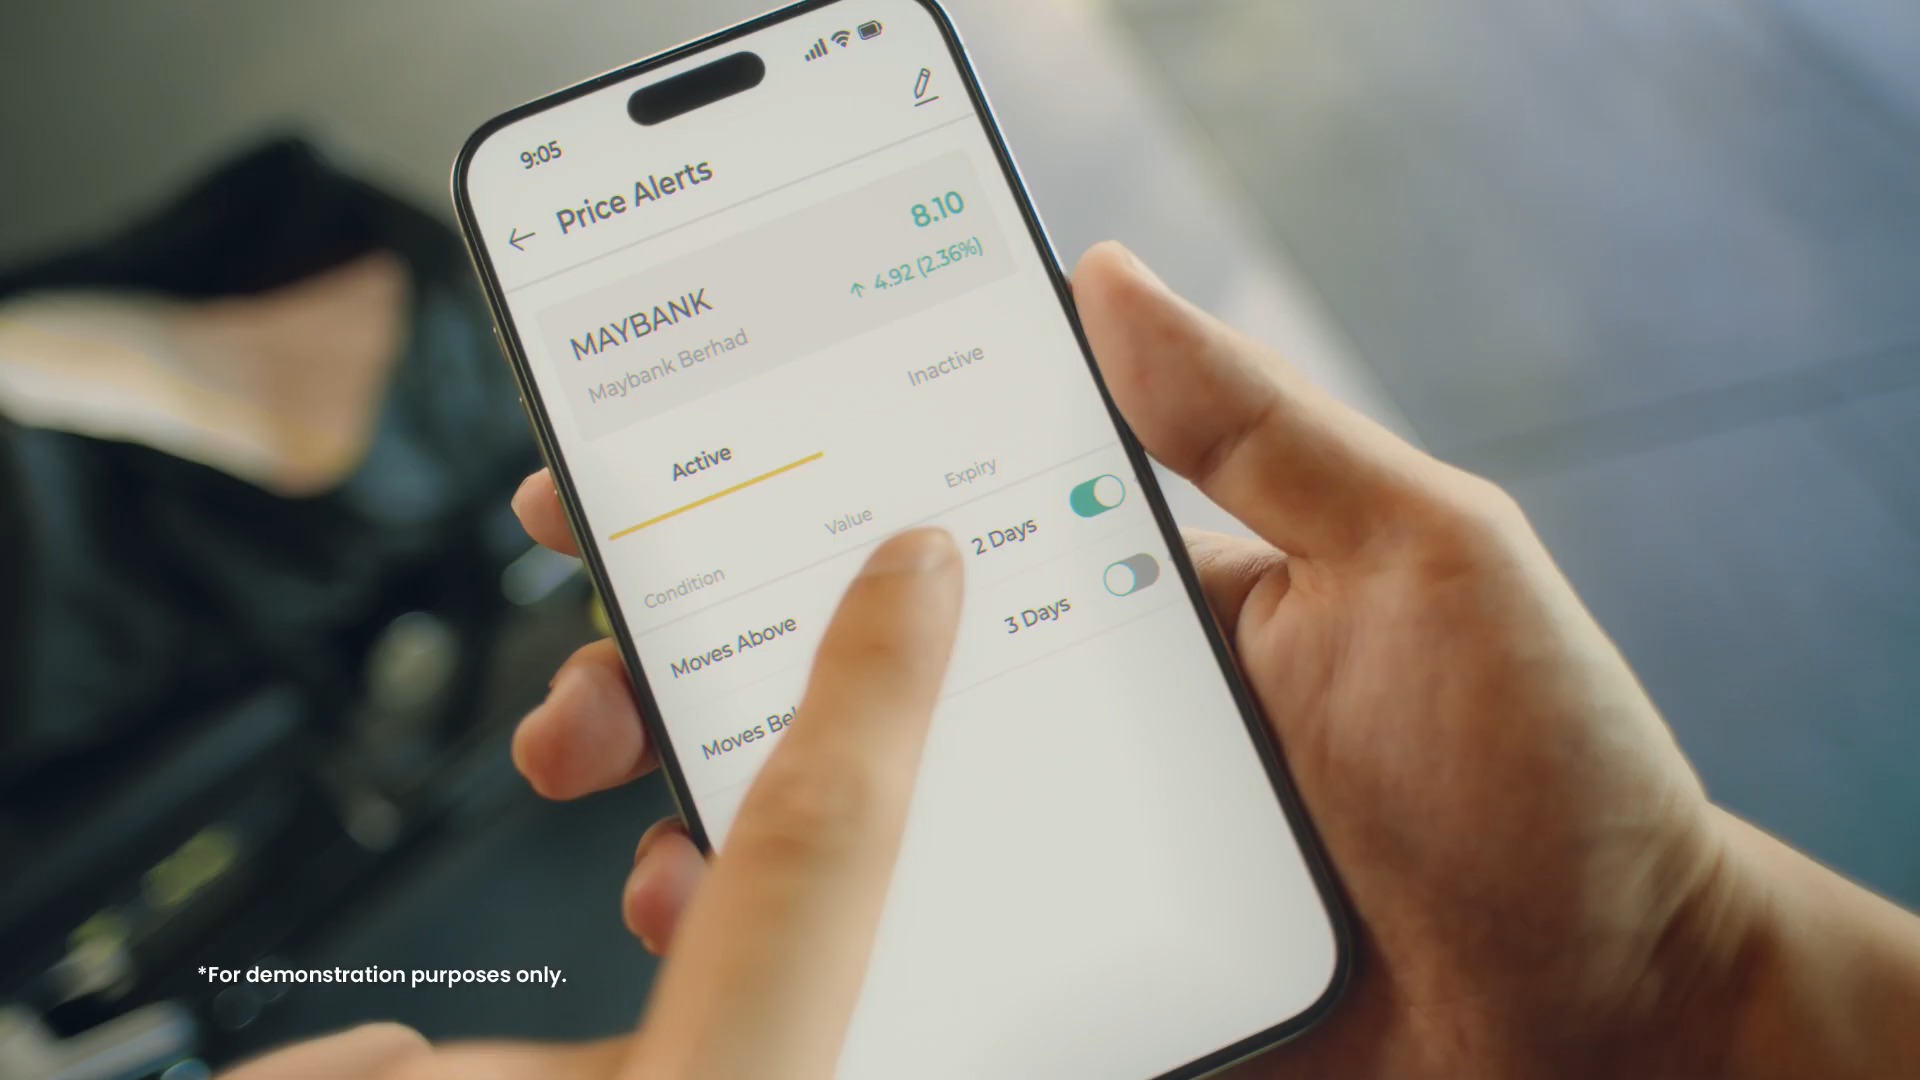 9:05
Price Alerts
MAYBANK
8.10
Maybank Berhad
↑ 4.92 (2.36%)
Active
Inactive
Condition
Value
Expiry
Moves Above
2 Days
Moves
3 Days
*For demonstration purposes only.